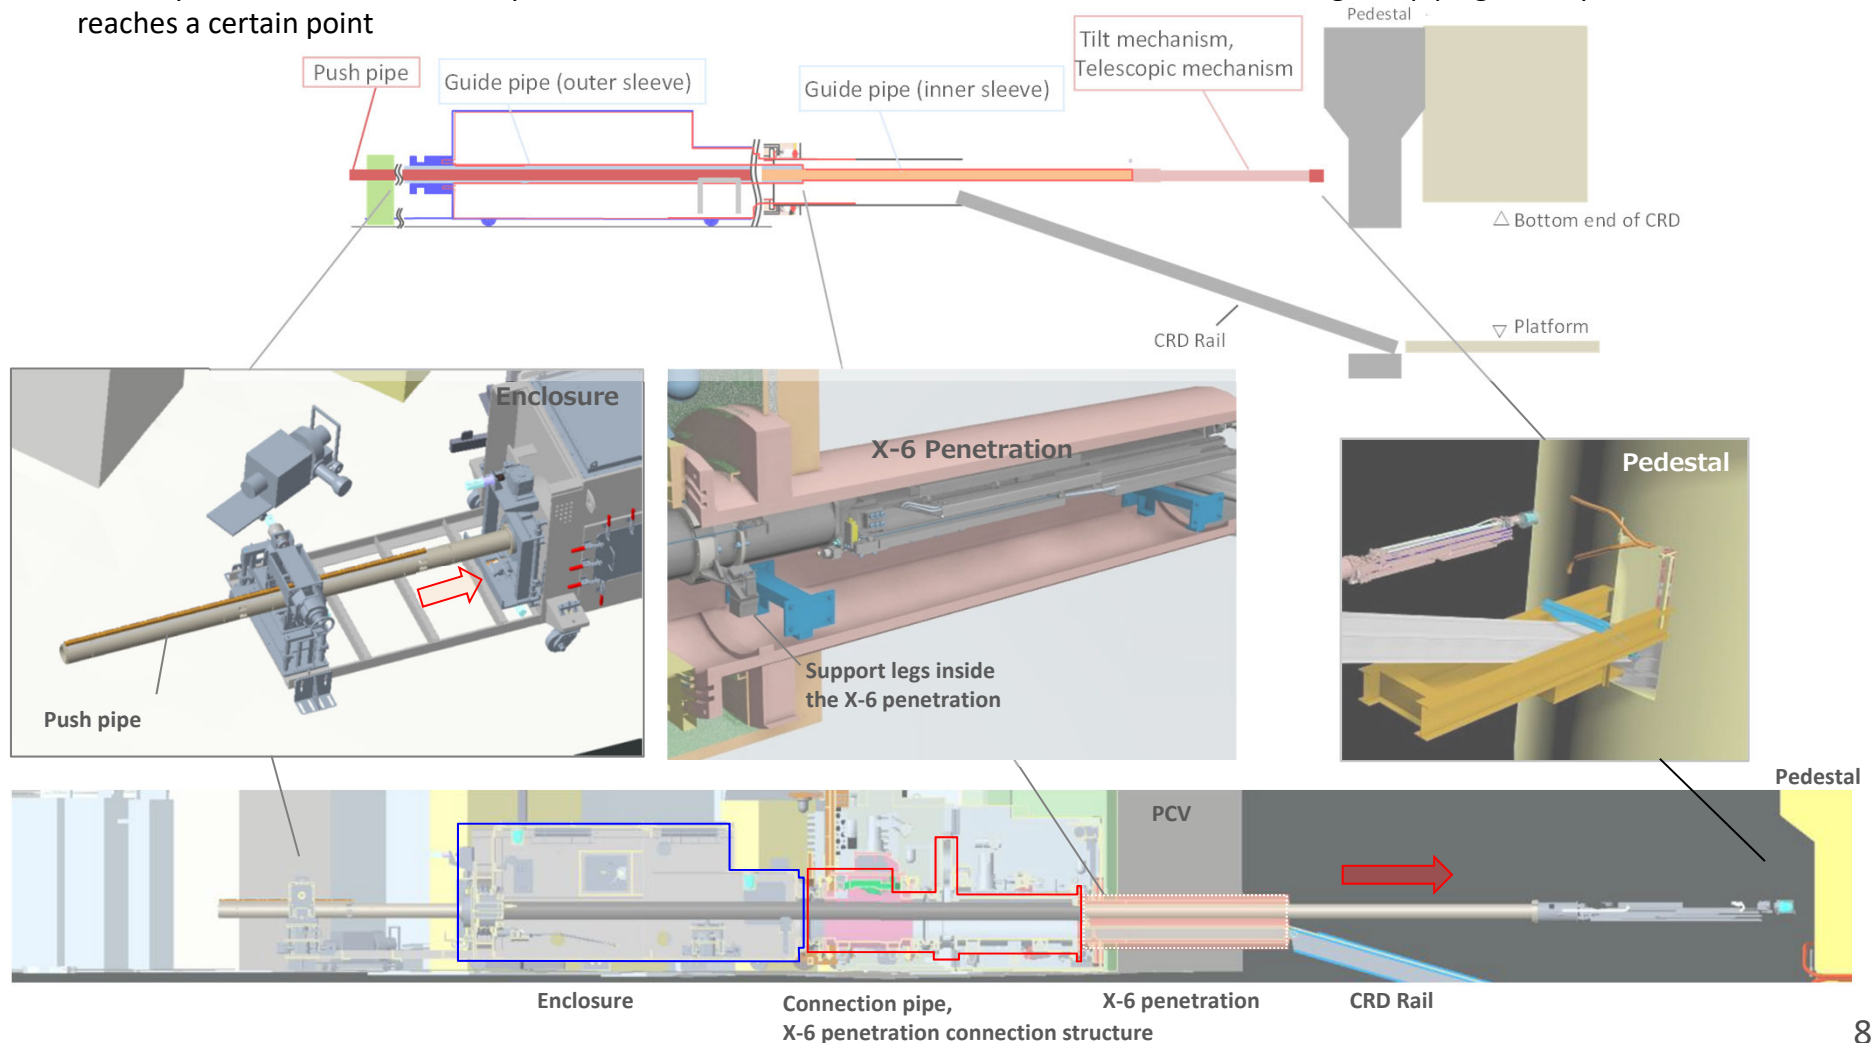 reaches a certain point
Pedestal
Tilt mechanism,
Telescopic mechanism
Push pipe
Guide pipe (outer sleeve)
Guide pipe (inner sleeve)
△ Bottom end of CRD
▽ Platform
CRD Rail
Enclosure
Push pipe
X-6 Penetration
Support legs inside
the X-6 penetration
Pedestal
Pedestal
PCV
Enclosure
Connection pipe,
X-6 penetration connection structure
X-6 penetration
CRD Rail
8